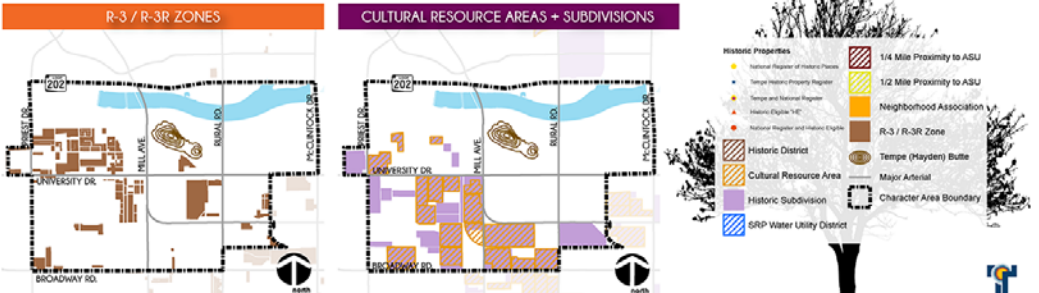 R-3 / R-3R ZONES
202
PRIEST DR.
MILL AVE.
RURAL RD.
McCLINTOCK DR.
UNIVERSITY DR.
BROADWAY RD.
north
CULTURAL RESOURCE AREAS + SUBDIVISIONS
202
PRIEST DR.
MILL AVE.
RURAL RD.
McCLINTOCK DR.
UNIVERSITY DR.
BROADWAY RD.
north
Historic Properties
National Register of Historic Places
Tempe Historic Property Register
Tempe and National Register
Historic Eligible "HE"
National Register and Historic Eligible
Historic District
Cultural Resource Area
Historic Subdivision
SRP Water Utility District
1/4 Mile Proximity to ASU
1/2 Mile Proximity to ASU
Neighborhood Association
R-3 / R-3R Zone
Tempe (Hayden) Butte
Major Arterial
Character Area Boundary